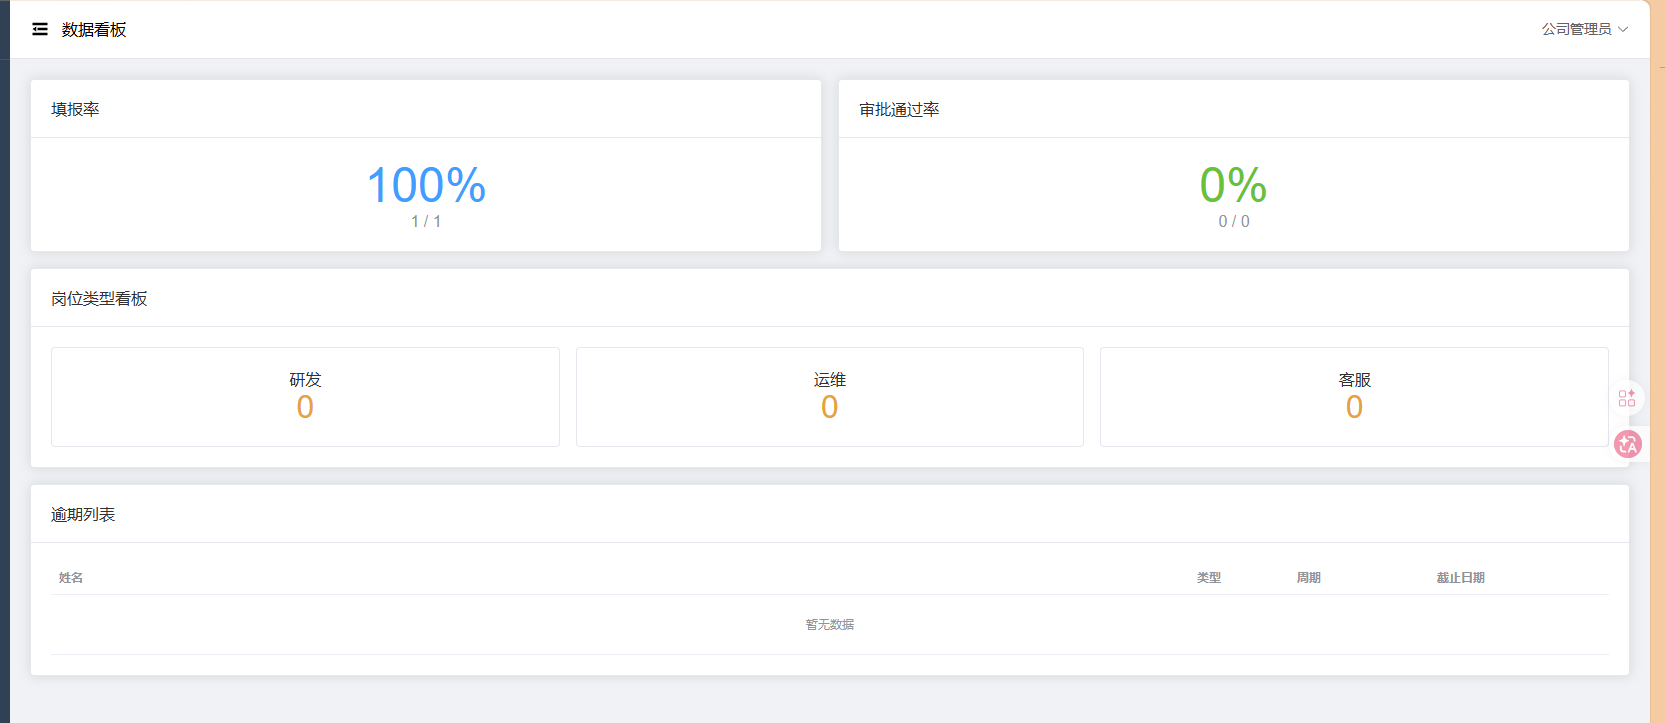 数据看板
公司管理员
填报率
审批通过率
100%
1 / 1
0%
0 / 0
岗位类型看板
研发
0
运维
0
客服
0
逾期列表
姓名 类型 周期 截止日期
暂无数据